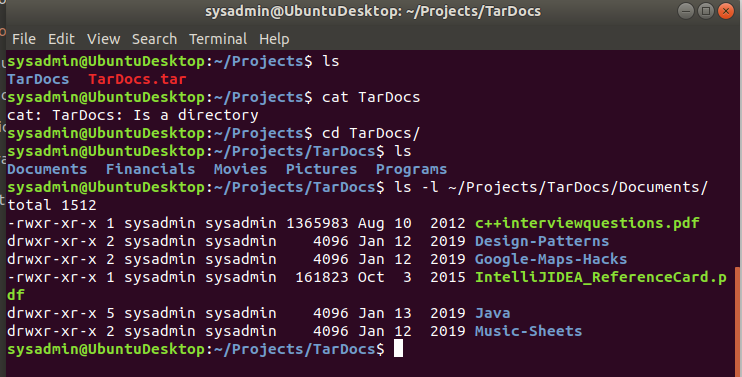 sysadmin@UbuntuDesktop: ~/Projects/TarDocs
File Edit View Search Terminal Help
sysadmin@UbuntuDesktop:~/Projects$ ls
TarDocs  TarDocs.tar
sysadmin@UbuntuDesktop:~/Projects$ cat TarDocs
cat: TarDocs: Is a directory
sysadmin@UbuntuDesktop:~/Projects$ cd TarDocs/
sysadmin@UbuntuDesktop:~/Projects/TarDocs$ ls
Documents  Financials  Movies  Pictures  Programs
sysadmin@UbuntuDesktop:~/Projects/TarDocs$ ls -l ~/Projects/TarDocs/Documents/
total 1512
-rwxr-xr-x 1 sysadmin sysadmin 1365983 Aug 10  2012 c++interviewquestions.pdf
drwxr-xr-x 2 sysadmin sysadmin    4096 Jan 12  2019 Design-Patterns
drwxr-xr-x 2 sysadmin sysadmin    4096 Jan 12  2019 Google-Maps-Hacks
-rwxr-xr-x 1 sysadmin sysadmin  161823 Oct  3  2015 IntelliJIDEA_ReferenceCard.p
df
drwxr-xr-x 5 sysadmin sysadmin    4096 Jan 13  2019 Java
drwxr-xr-x 2 sysadmin sysadmin    4096 Jan 12  2019 Music-Sheets
sysadmin@UbuntuDesktop:~/Projects/TarDocs$